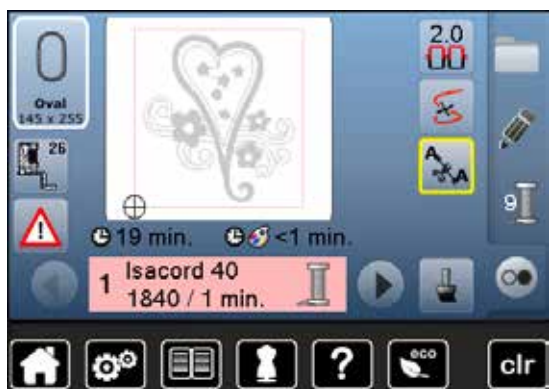 2.0
Oval
145 x 255
26
A A
9
19 min. <1 min.
1 Isacord 40
1840 / 1 min.
? eco clr